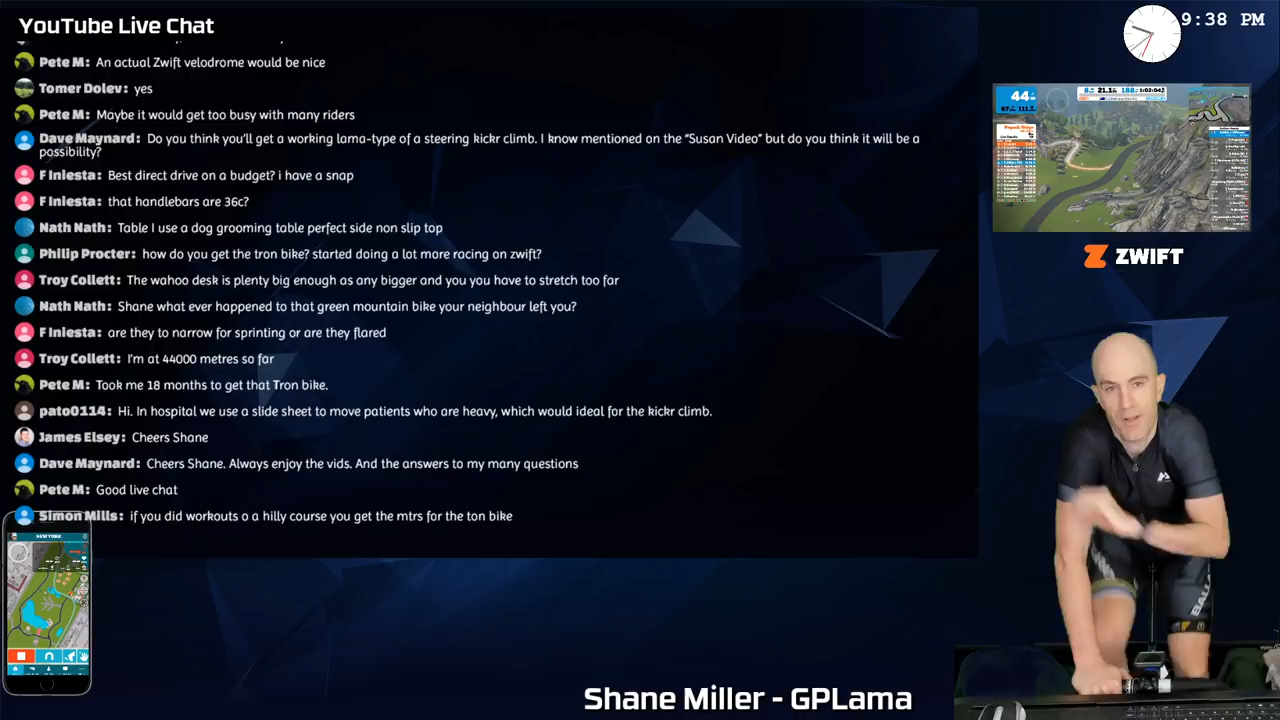 YouTube Live Chat
Pete M: An actual Zwift velodrome would be nice
Tomer Dolev: yes
Pete M: Maybe it would get too busy with many riders
Dave Maynard: Do you think you'll get a wahoo lama-type of a steering kickr climb. I know mentioned on the “Susan Video” but do you think it will be a
possibility?
F Iniesta: Best direct drive on a budget? i have a snap
F Iniesta: that handlebars are 36c?
Nath Nath: Table I use a dog grooming table perfect side non slip top
Philip Procter: how do you get the tron bike? started doing a lot more racing on zwift?
Troy Collett: The wahoo desk is plenty big enough as any bigger and you you have to stretch too far
Nath Nath: Shane what ever happened to that green mountain bike your neighbour left you?
F Iniesta: are they to narrow for sprinting or are they flared
Troy Collett: I'm at 44000 metres so far
Pete M: Took me 18 months to get that Tron bike.
pato0114: Hi. In hospital we use a slide sheet to move patients who are heavy, which would ideal for the kickr climb.
James Elsey: Cheers Shane
Dave Maynard: Cheers Shane. Always enjoy the vids. And the answers to my many questions
Pete M: Good live chat
Simon Mills: if you did workouts o a hilly course you get the mtrs for the ton bike
NEW YORK
9:38 PM
44
21.1
188
1:02:04
ZWIFT
Shane Miller - GPLama